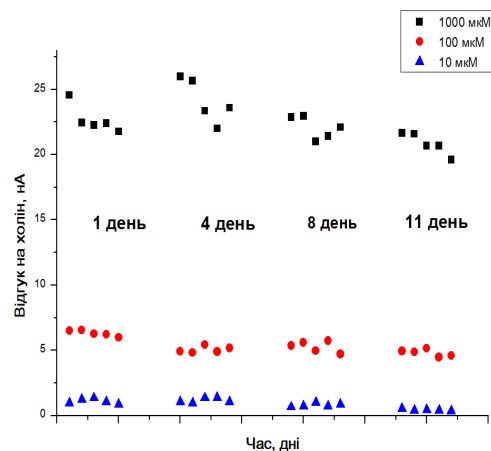 1000 мкМ
100 мкМ
10 мкМ
Відгук на холін, нА
25
20
15
10
5
0
1 день
4 день
8 день
11 день
Час, дні